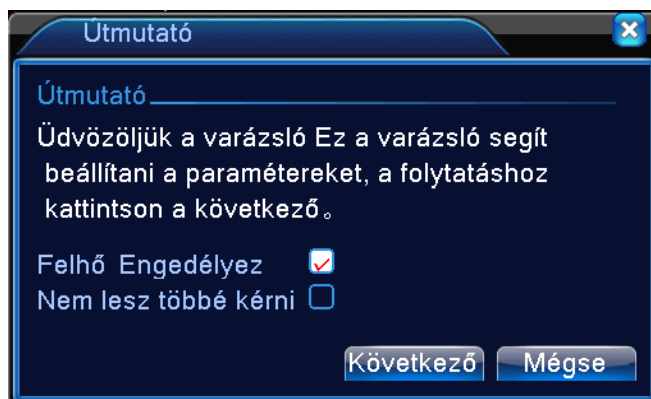 Útmutató
Útmutató
Üdvözöljük a varázsló Ez a varázsló segít
beállítani a paramétereket, a folytatáshoz
kattintson a következő。
Felhő Engedélyez
Nem lesz többé kérni
Következő Mégse